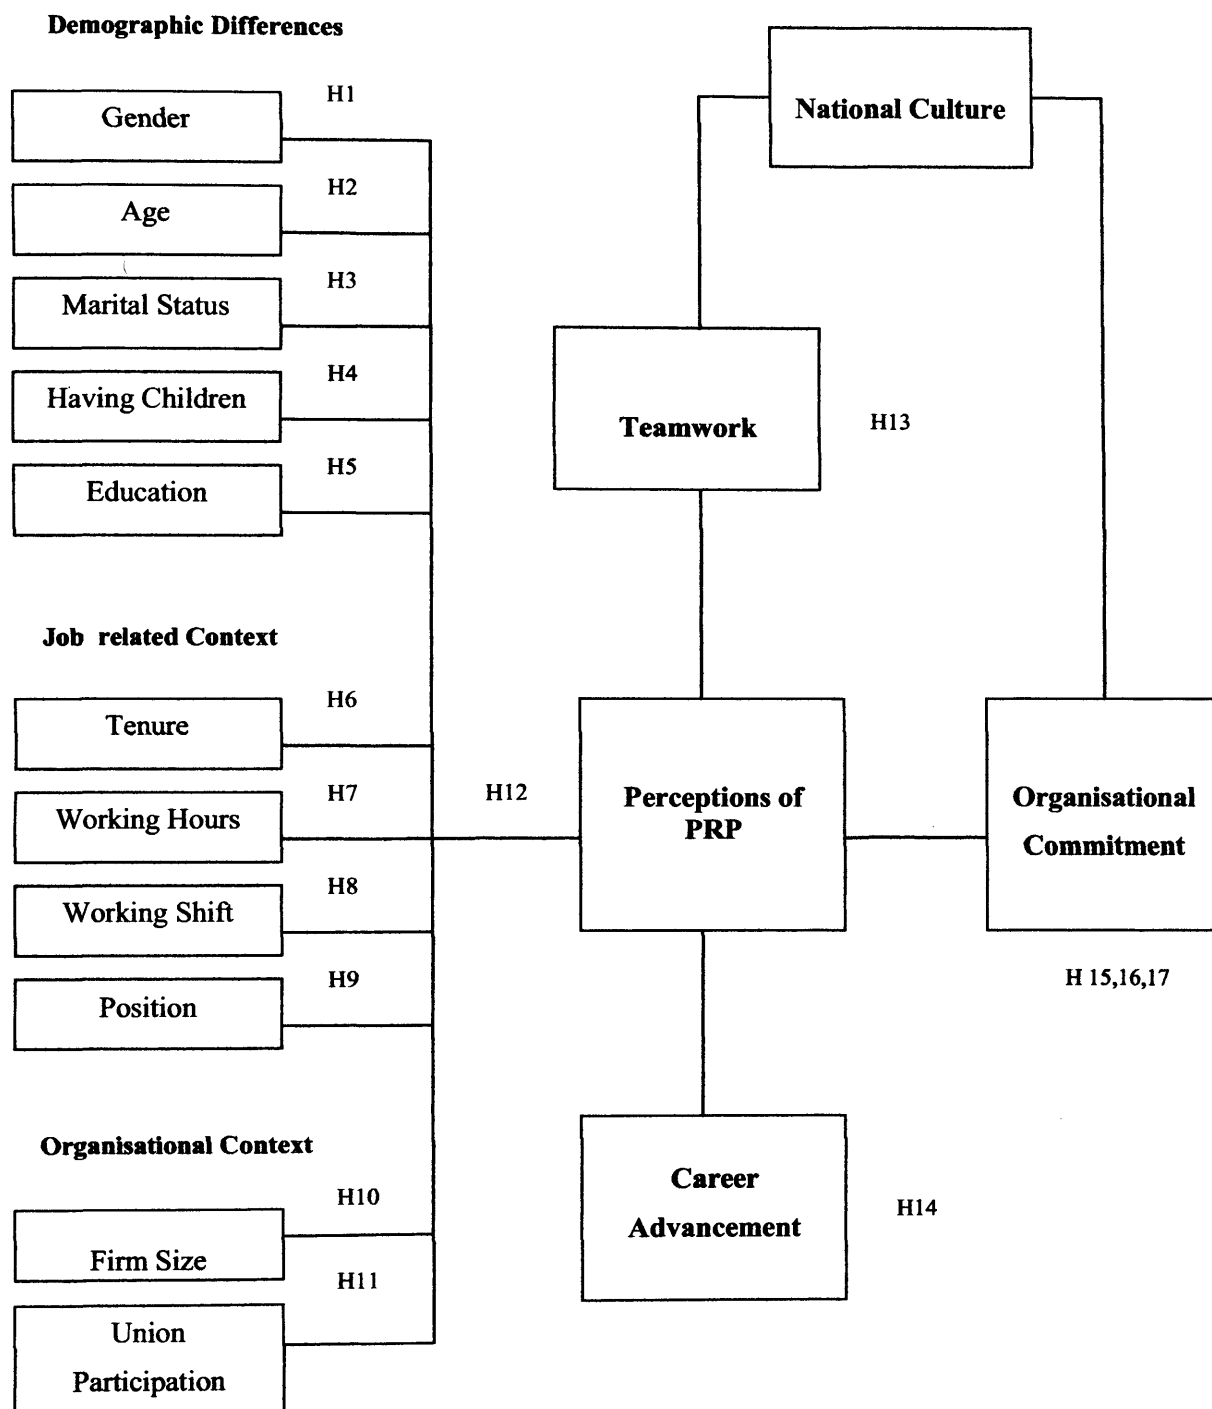 Demographic Differences
H1
Gender
H2
Age
H3
Marital Status
H4
Having Children
H5
Education
Job related Context
H6
Tenure
H7
Working Hours
H8
Working Shift
H9
Position
Organisational Context
H10
Firm Size
H11
Union
Participation
H12
National Culture
Teamwork
H13
Perceptions of
PRP
Organisational
Commitment
H 15,16,17
Career
Advancement
H14